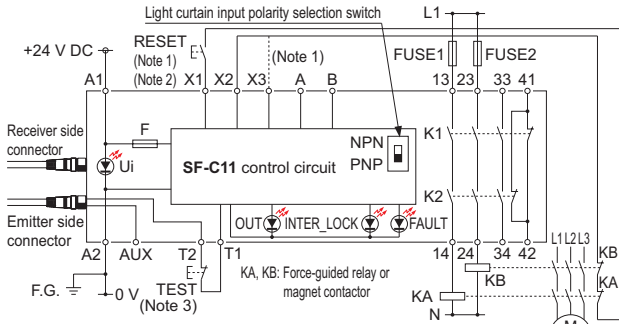 Light curtain input polarity selection switch
L1
+24 V DC
RESET
(Note 1)
(Note 2)
(Note 1)
FUSE1
FUSE2
A1
X1
X2
X3
A
B
13
23
33
41
Receiver side
connector
F
Ui
SF-C11 control circuit
NPN
PNP
K1
K2
Emitter side
connector
OUT
INTER_LOCK
FAULT
A2
AUX
T2
T1
14
24
34
42
L1
L2
L3
KB
KA
F.G.
0 V
TEST
(Note 3)
KA, KB: Force-guided relay or
magnet contactor
KB
KA
N
M